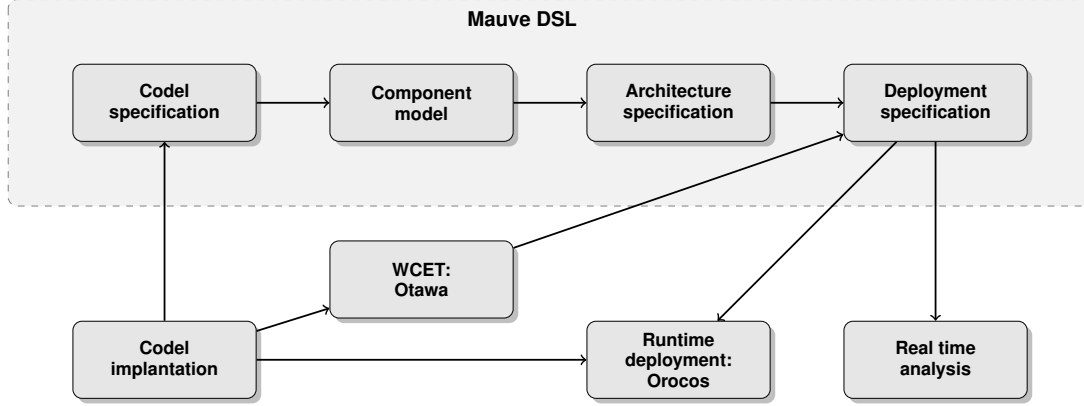 Mauve DSL
Codel
specification
Component
model
Architecture
specification
Deployment
specification
WCET:
Otawa
Codel
implantation
Runtime
deployment:
Orocos
Real time
analysis